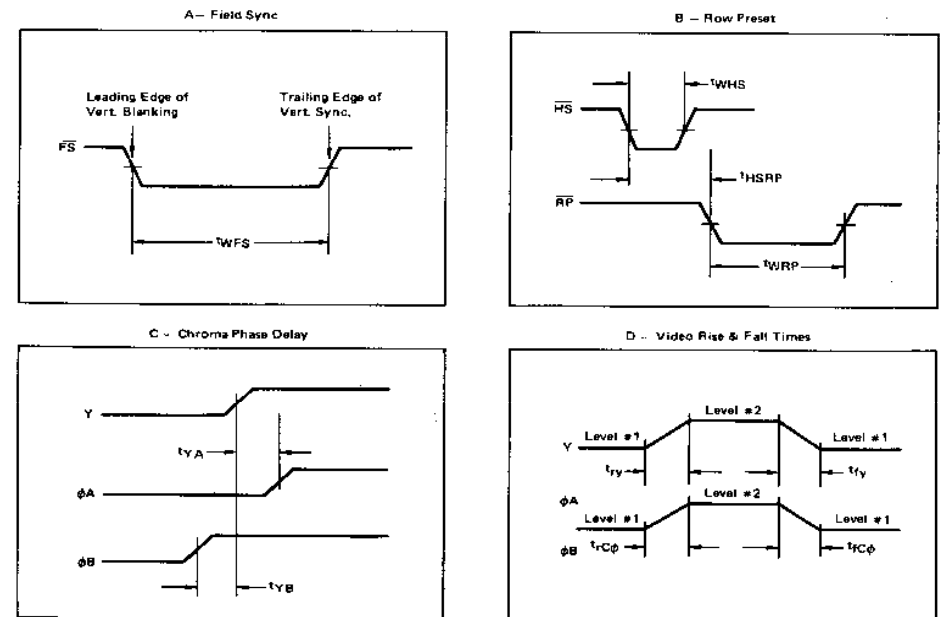 A – Field Sync
Leading Edge of
Vert. Blanking
Trailing Edge of
Vert. Sync.
FS
tWFS
B – Row Preset
tWHS
HS
tHSRP
RP
tWRP
C – Chroma Phase Delay
Y
tYA
ϕA
ϕB
tYB
D – Video Rise & Fall Times
Level #2
Level #1
Level #1
Y
try
tfy
ϕA
Level #2
Level #1
Level #1
ϕB
trCϕ
tfCϕ